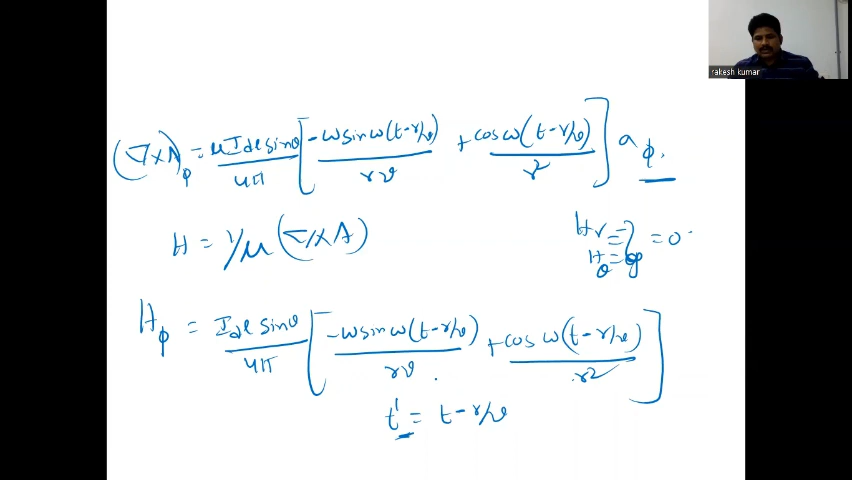 rakesh kumar
(∇×A)φ = μIdl sinθ/4π [ -ω sin ω(t-r/v)/rv + cos ω(t-r/v)/r² ] aφ.
H = 1/μ (∇×A)
Hr =
Hθ = } = 0
Hφ = Idl sinθ/4π [ -ω sin ω(t-r/v)/rv + cos ω(t-r/v)/r² ]
t' = t-r/v